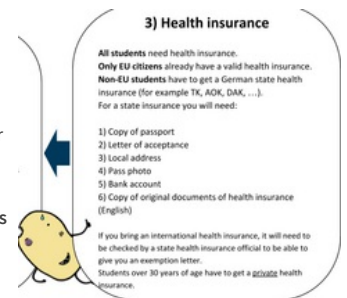 3) Health insurance
All students need health insurance.
Only EU citizens already have a valid health insurance.
Non-EU students have to get a German state health
insurance (for example TK, AOK, DAK, ...).
For a state insurance you will need:
1) Copy of passport
2) Letter of acceptance
3) Local address
4) Pass photo
5) Bank account
6) Copy of original documents of health insurance
(English)
If you bring an international health insurance, it will need to
be checked by a state health insurance official to be able to
give you an exemption letter.
Students over 30 years of age have to get a private health
insurance.